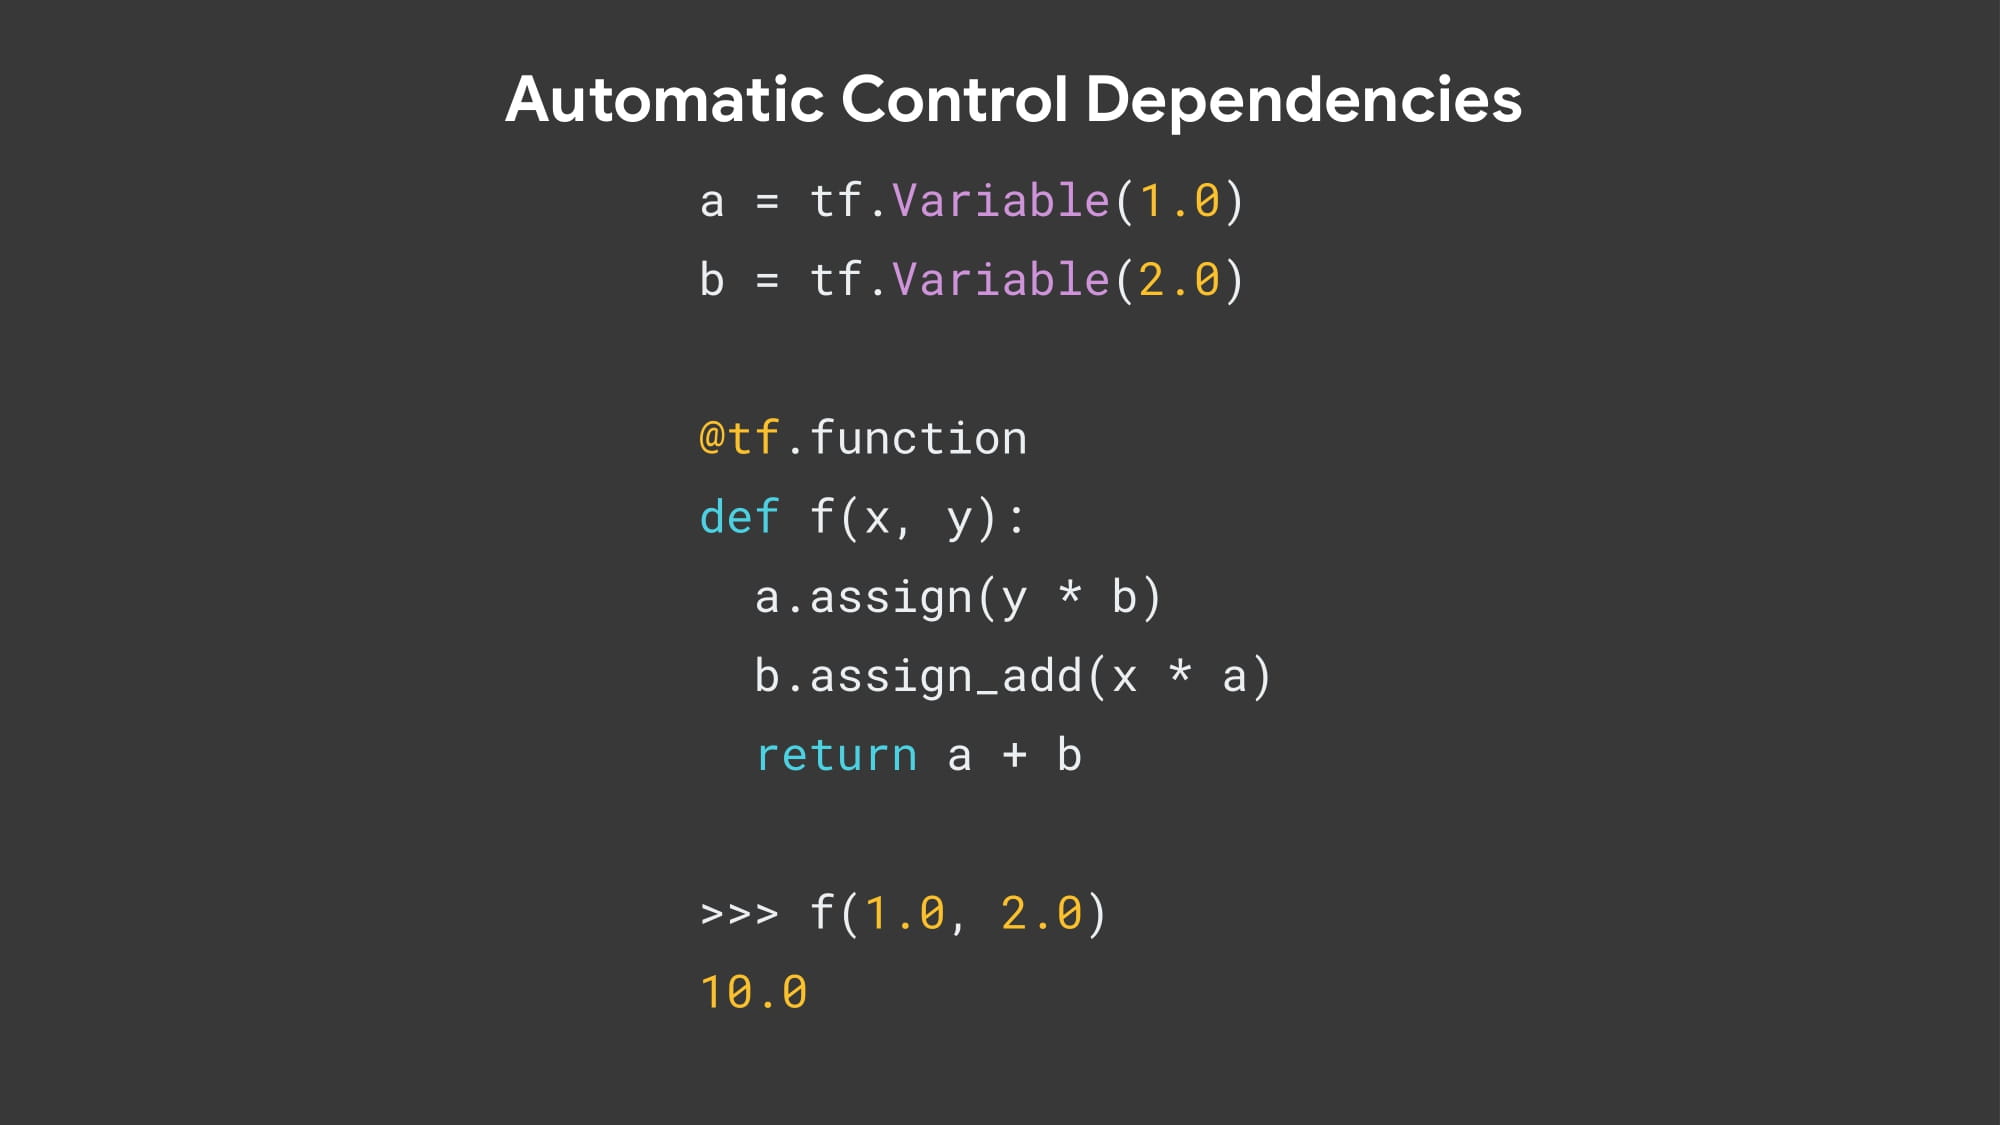 Automatic Control Dependencies
a = tf.Variable(1.0)
b = tf.Variable(2.0)
@tf.function
def f(x, y):
  a.assign(y * b)
  b.assign_add(x * a)
  return a + b
>>> f(1.0, 2.0)
10.0